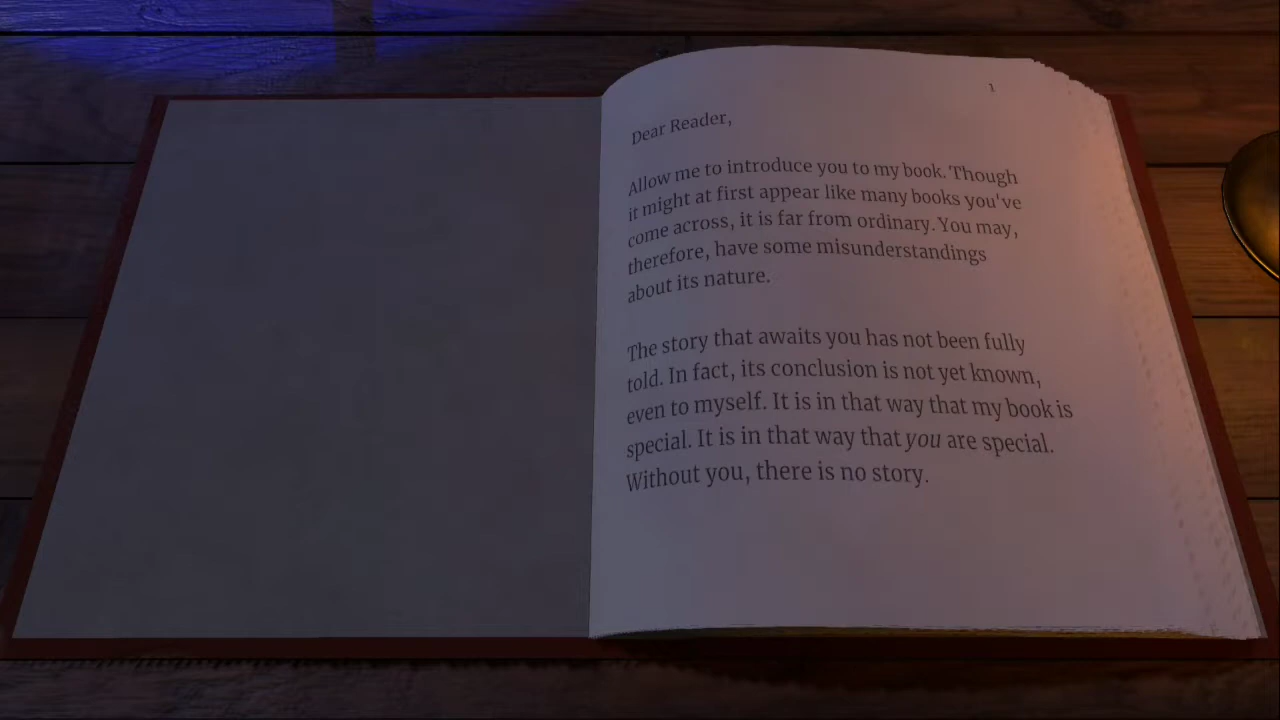 1
Dear Reader,
Allow me to introduce you to my book. Though
it might at first appear like many books you've
come across, it is far from ordinary. You may,
therefore, have some misunderstandings
about its nature.
The story that awaits you has not been fully
told. In fact, its conclusion is not yet known,
even to myself. It is in that way that my book is
special. It is in that way that you are special.
Without you, there is no story.